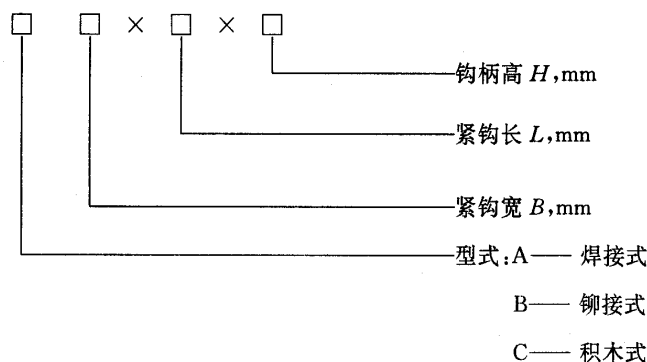 □ □ × □ × □
钩柄高 H,mm
紧钩长 L,mm
紧钩宽 B,mm
型式:A—— 焊接式
B—— 铆接式
C—— 积木式